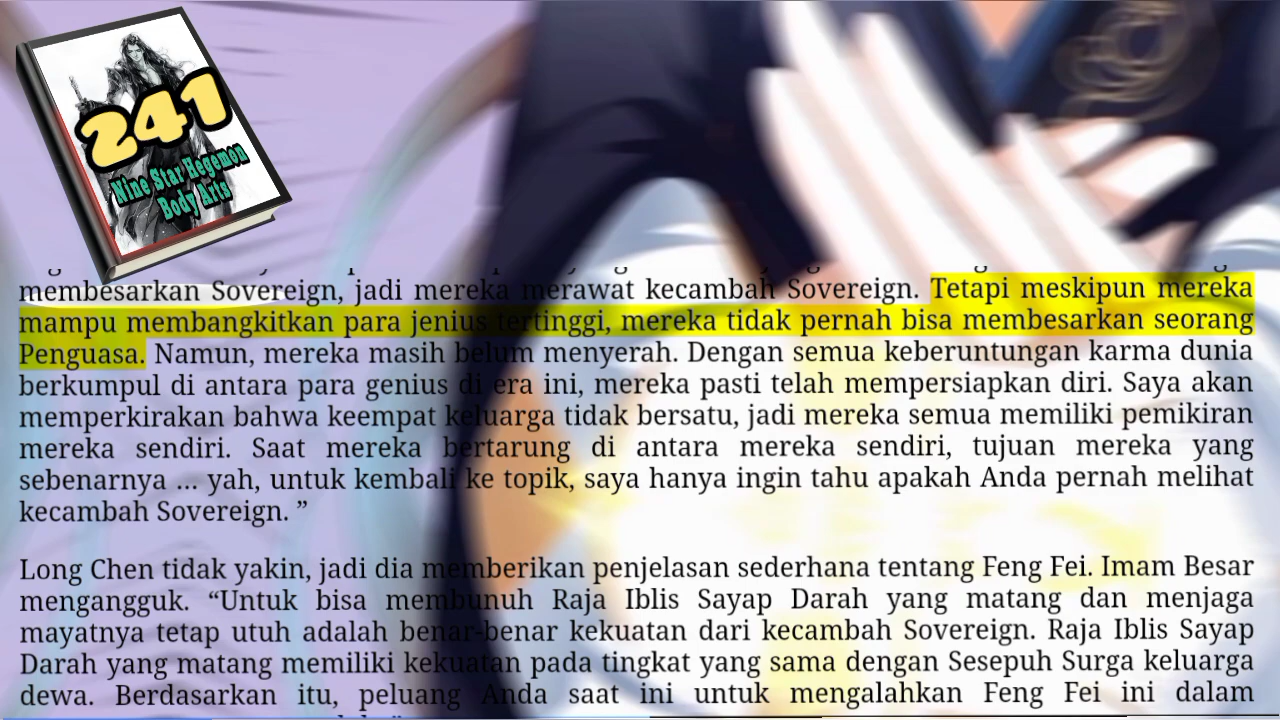 241
Nine Star Hegemon
Body Arts
membesarkan Sovereign, jadi mereka merawat kecambah Sovereign. Tetapi meskipun mereka
mampu membangkitkan para jenius tertinggi, mereka tidak pernah bisa membesarkan seorang
Penguasa. Namun, mereka masih belum menyerah. Dengan semua keberuntungan karma dunia
berkumpul di antara para genius di era ini, mereka pasti telah mempersiapkan diri. Saya akan
memperkirakan bahwa keempat keluarga tidak bersatu, jadi mereka semua memiliki pemikiran
mereka sendiri. Saat mereka bertarung di antara mereka sendiri, tujuan mereka yang
sebenarnya ... yah, untuk kembali ke topik, saya hanya ingin tahu apakah Anda pernah melihat
kecambah Sovereign. ”
Long Chen tidak yakin, jadi dia memberikan penjelasan sederhana tentang Feng Fei. Imam Besar
mengangguk. “Untuk bisa membunuh Raja Iblis Sayap Darah yang matang dan menjaga
mayatnya tetap utuh adalah benar-benar kekuatan dari kecambah Sovereign. Raja Iblis Sayap
Darah yang matang memiliki kekuatan pada tingkat yang sama dengan Sesepuh Surga keluarga
dewa. Berdasarkan itu, peluang Anda saat ini untuk mengalahkan Feng Fei ini dalam